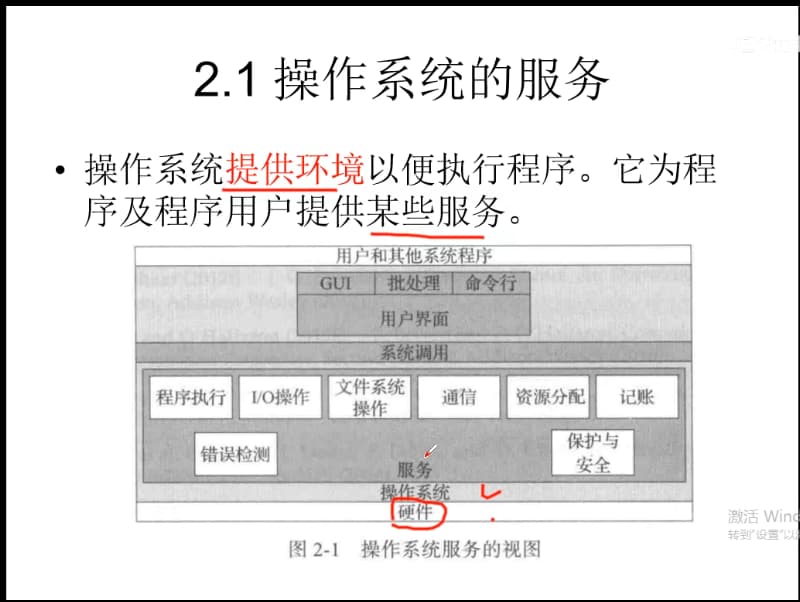 2.1 操作系统的服务
• 操作系统提供环境以便执行程序。它为程
序及程序用户提供某些服务。
用户和其他系统程序
GUI 批处理 命令行
用户界面
系统调用
程序执行 I/O操作 文件系统操作 通信 资源分配 记账
错误检测 保护与安全
服务
操作系统
硬件
图 2-1 操作系统服务的视图
激活 Wind
转到"设置"以